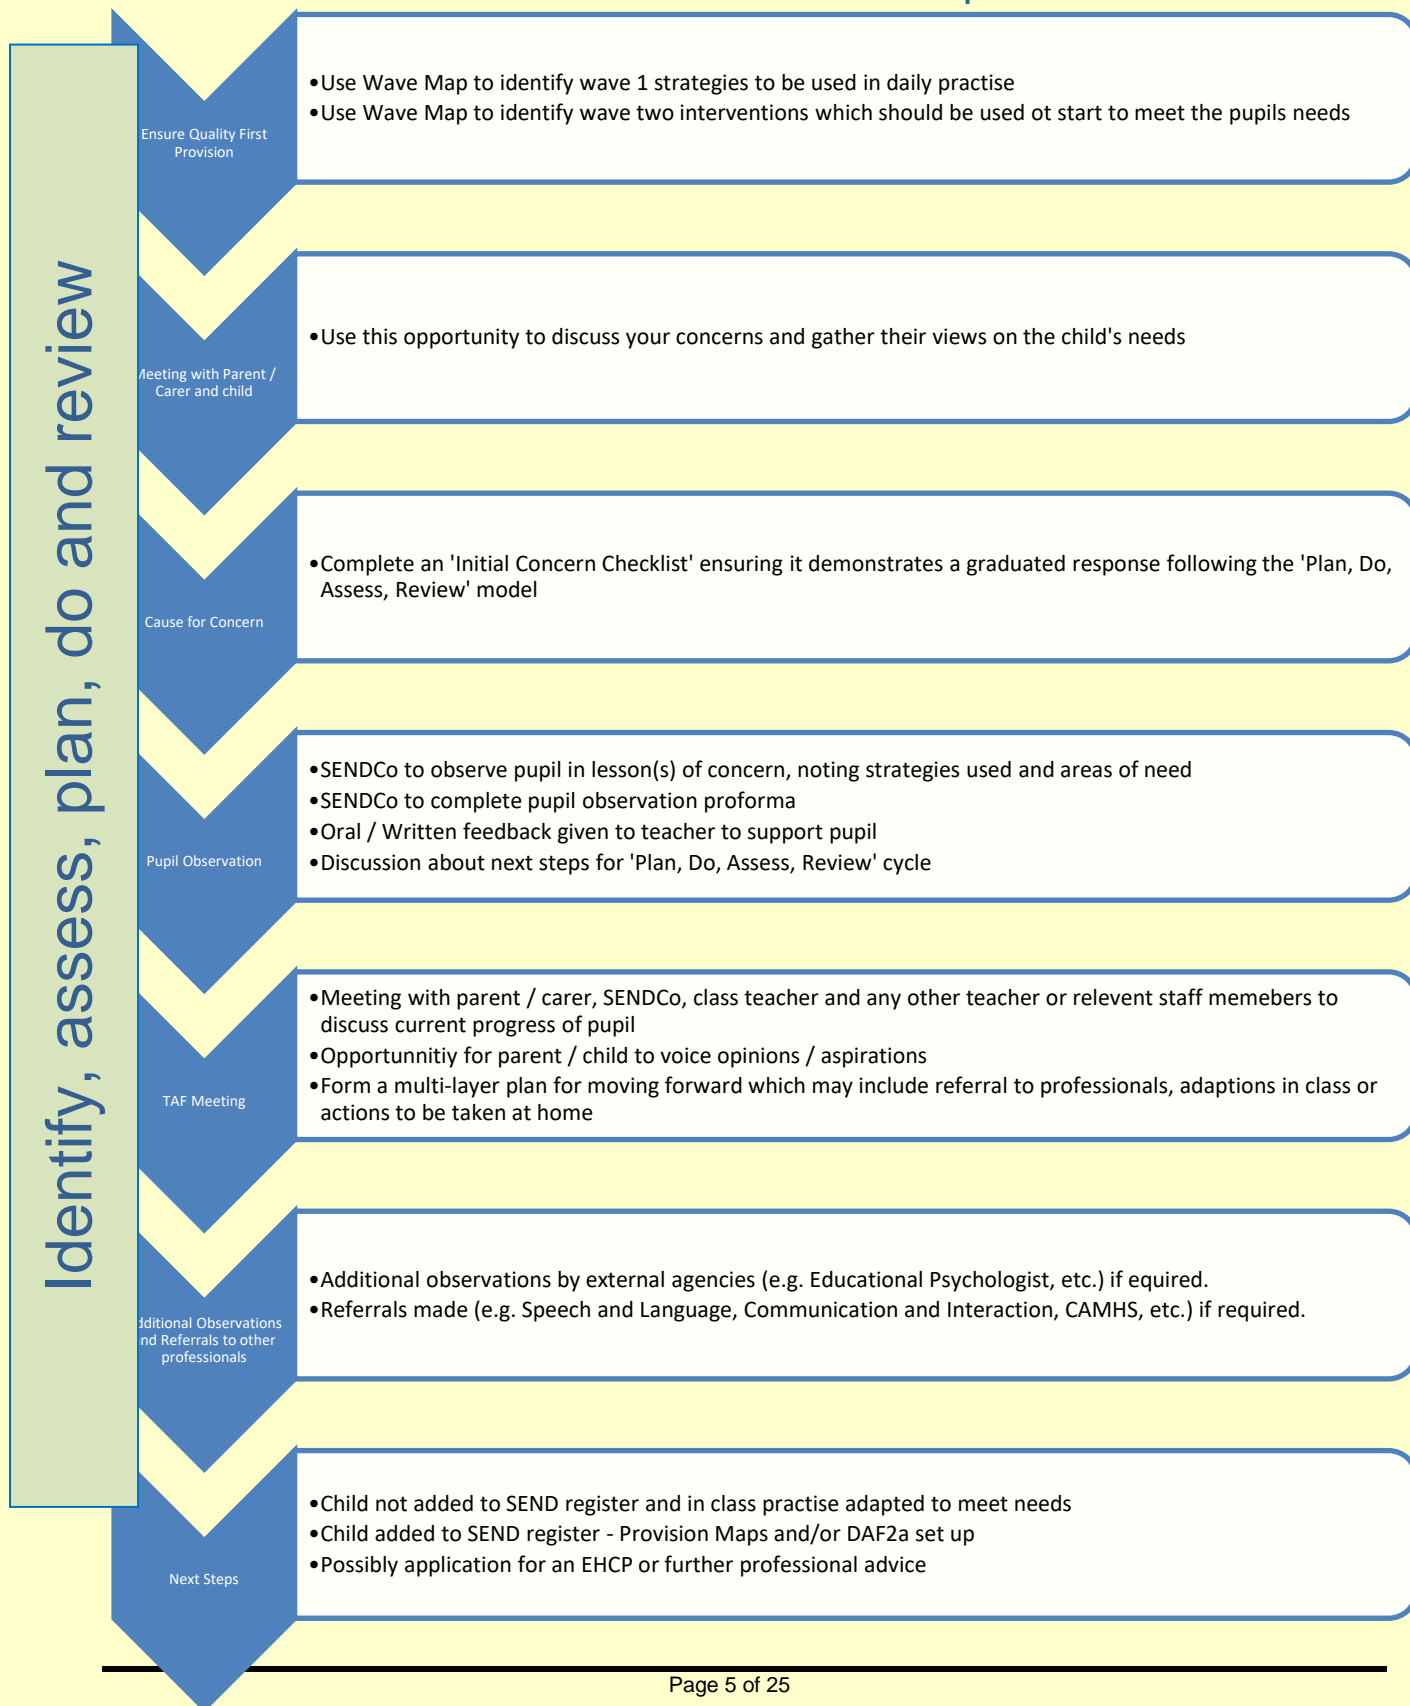 Identify, assess, plan, do and review
Ensure Quality First
Provision
•Use Wave Map to identify wave 1 strategies to be used in daily practise
•Use Wave Map to identify wave two interventions which should be used ot start to meet the pupils needs
Meeting with Parent /
Carer and child
•Use this opportunity to discuss your concerns and gather their views on the child's needs
Cause for Concern
•Complete an 'Initial Concern Checklist' ensuring it demonstrates a graduated response following the 'Plan, Do,
Assess, Review' model
Pupil Observation
•SENDCo to observe pupil in lesson(s) of concern, noting strategies used and areas of need
•SENDCo to complete pupil observation proforma
•Oral / Written feedback given to teacher to support pupil
•Discussion about next steps for 'Plan, Do, Assess, Review' cycle
TAF Meeting
•Meeting with parent / carer, SENDCo, class teacher and any other teacher or relevent staff memebers to
discuss current progress of pupil
•Opportunnitiy for parent / child to voice opinions / aspirations
•Form a multi-layer plan for moving forward which may include referral to professionals, adaptions in class or
actions to be taken at home
dditional Observations
nd Referrals to other
professionals
•Additional observations by external agencies (e.g. Educational Psychologist, etc.) if equired.
•Referrals made (e.g. Speech and Language, Communication and Interaction, CAMHS, etc.) if required.
Next Steps
•Child not added to SEND register and in class practise adapted to meet needs
•Child added to SEND register - Provision Maps and/or DAF2a set up
•Possibly application for an EHCP or further professional advice
Page 5 of 25